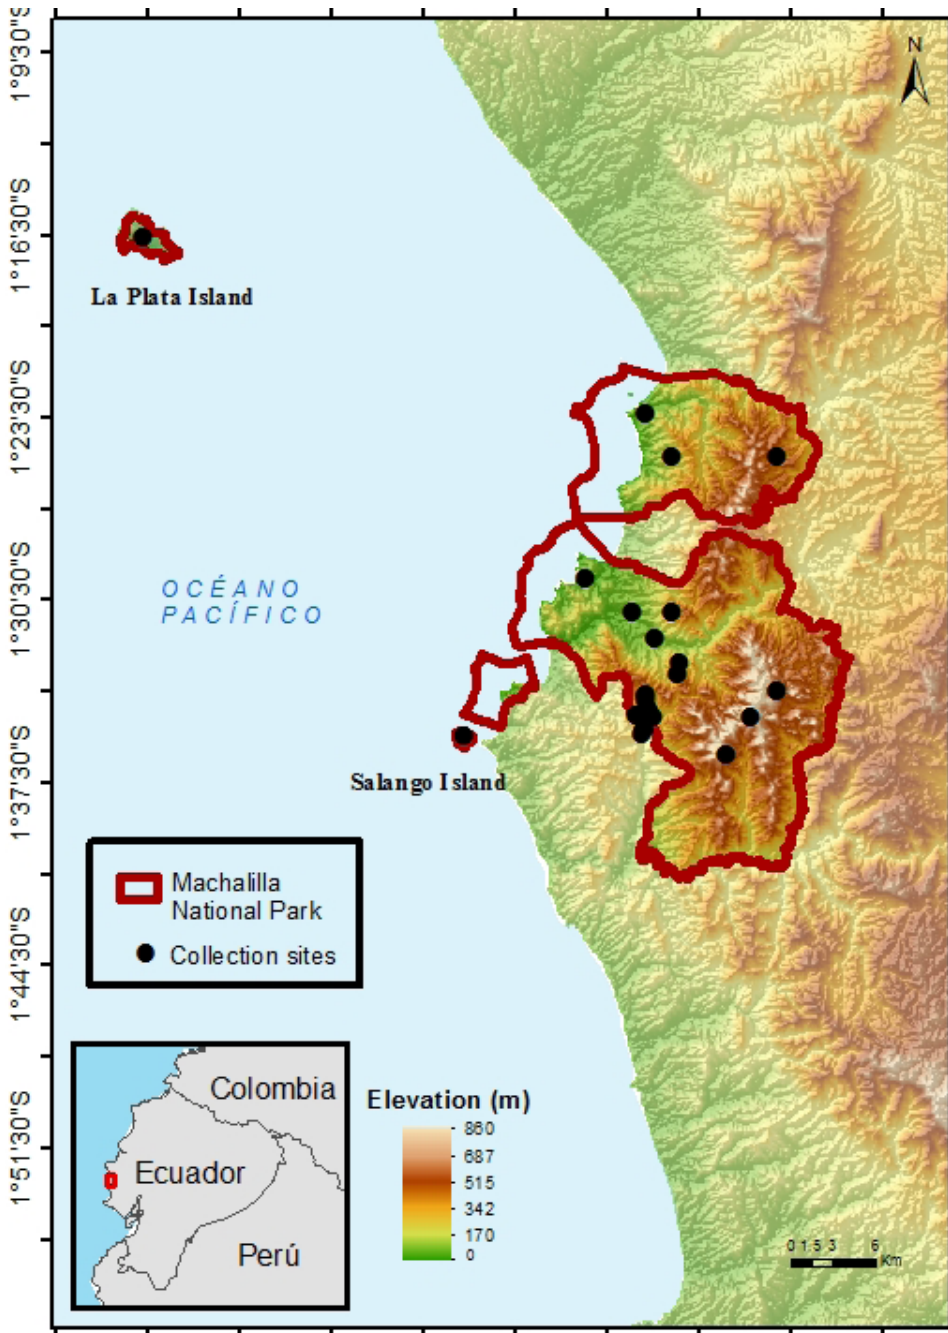 N
1°9'30"S
1°16'30"S
La Plata Island
1°23'30"S
1°30'30"S
OCÉANO
PACÍFICO
Salango Island
1°37'30"S
Machalilla
National Park
Collection sites
1°44'30"S
Colombia
Ecuador
Perú
1°51'30"S
Elevation (m)
860
687
515
342
170
0
0 1,5 3 6
Km